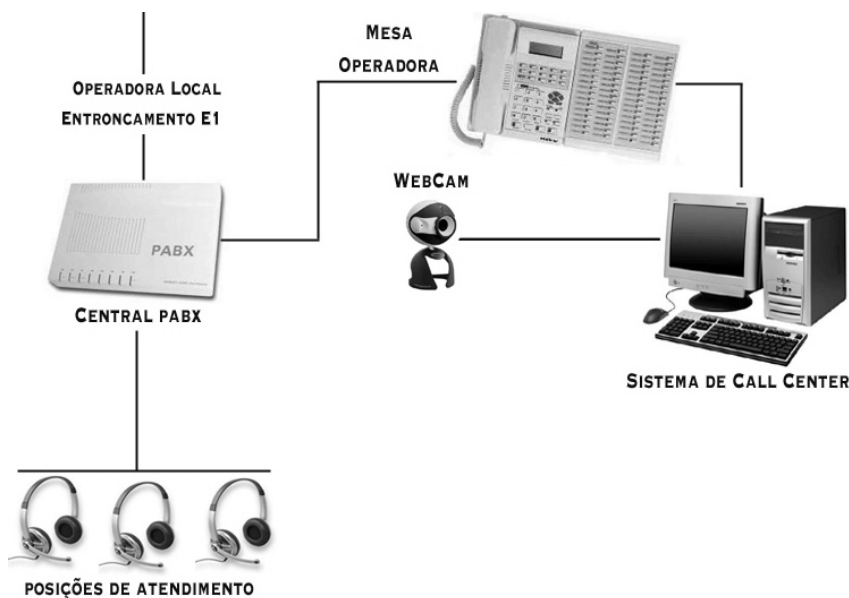 MESA
OPERADORA
OPERADORA LOCAL
ENTRONCAMENTO E1
WEBCAM
PABX
CENTRAL PABX
SISTEMA DE CALL CENTER
POSIÇÕES DE ATENDIMENTO